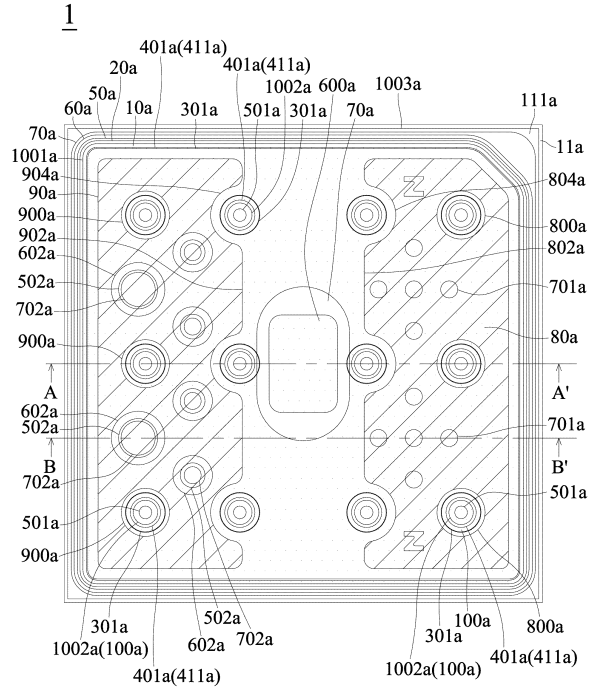 1
401a(411a)
20a
401a(411a)
1002a
600a
1003a
50a
60a
10a
301a
501a
301a
70a
111a
70a
1001a
11a
904a
90a
804a
900a
800a
902a
602a
802a
502a
702a
701a
900a
80a
A
A'
602a
502a
701a
B
B'
702a
501a
501a
900a
502a
100a
301a
702a
301a
800a
1002a(100a)
602a
401a(411a)
1002a(100a)
401a(411a)